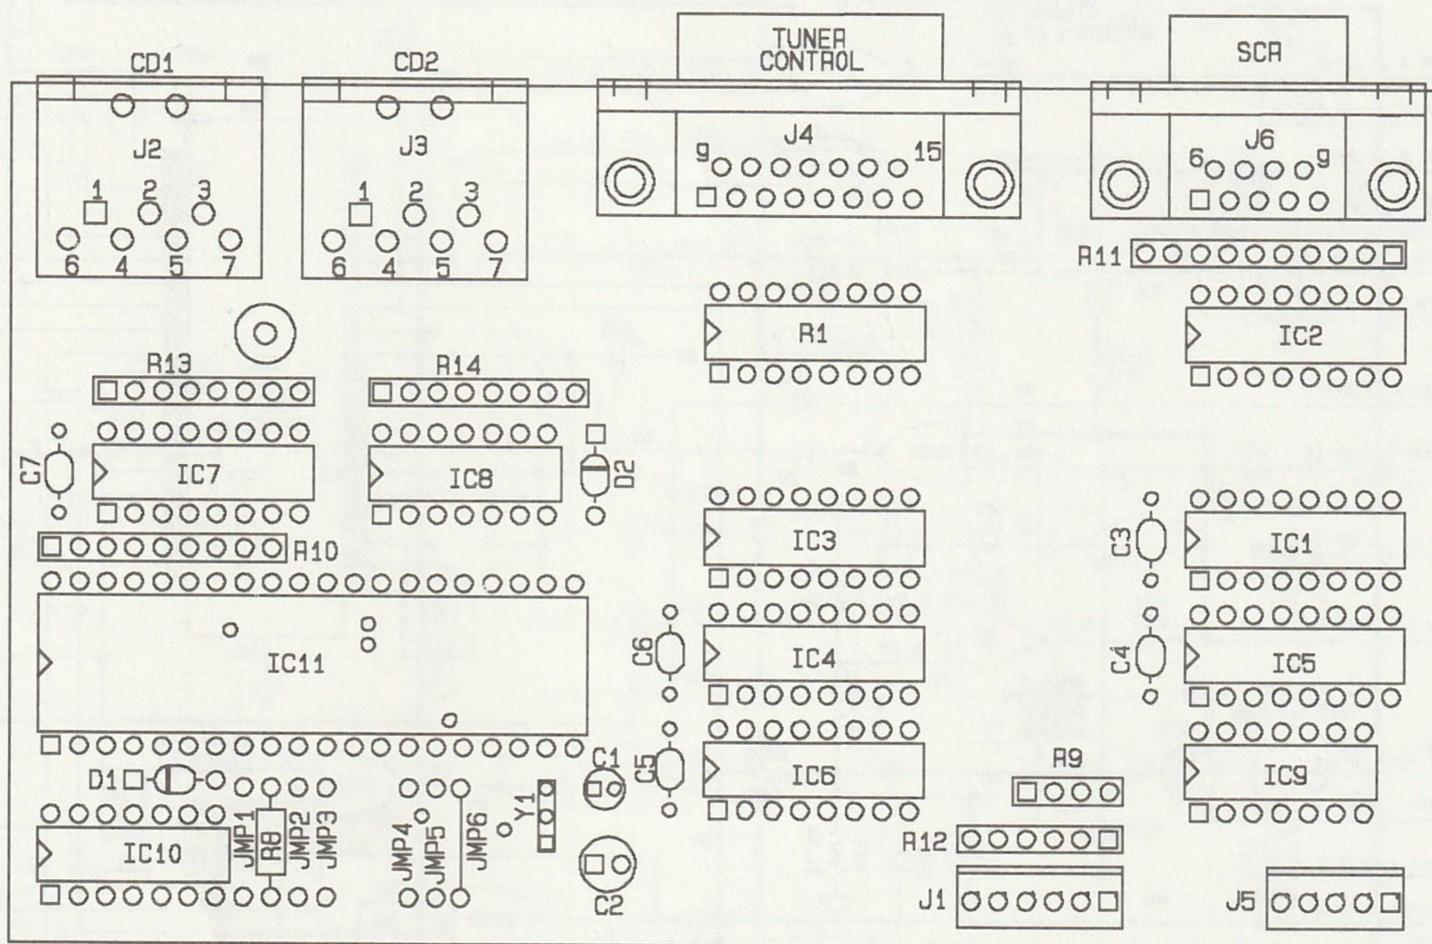 CD1
CD2
TUNER
CONTROL
SCR
J2
J3
J4
9
15
J6
6
9
1
2
3
1
2
3
6
4
5
7
6
4
5
7
R11
R1
IC2
R13
R14
C7
IC7
IC8
D2
R10
IC3
C3
IC1
IC11
C6
IC4
C4
IC5
D1
C1
C5
IC6
R9
IC9
Y1
IC10
JMP1
R8
JMP2
JMP3
JMP4
JMP5
JMP6
C2
R12
J1
J5